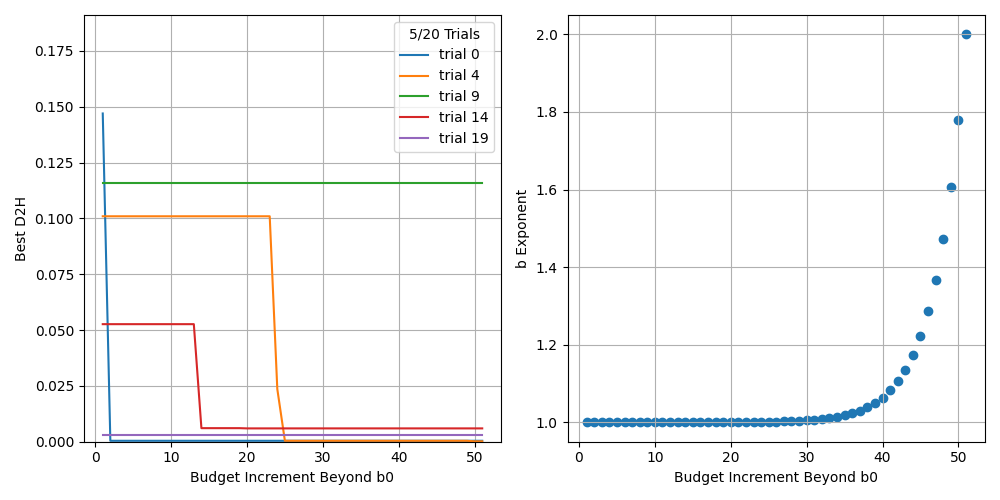 5/20 Trials
trial 0
trial 4
trial 9
trial 14
trial 19
0.175
0.150
0.125
0.100
0.075
0.050
0.025
0.000
Best D2H
0 10 20 30 40 50
Budget Increment Beyond b0
2.0
1.8
1.6
1.4
1.2
1.0
b Exponent
0 10 20 30 40 50
Budget Increment Beyond b0